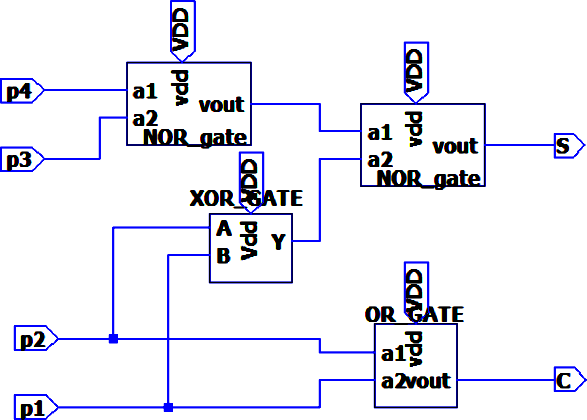 VDD
p4
a1
vdd
vout
a2
NOR_gate
p3
VDD
a1
vdd
vout
a2
NOR_gate
S
VDD
XOR_GATE
A
Vdd
Y
B
VDD
OR_GATE
p2
a1
vdd
a2
vout
C
p1